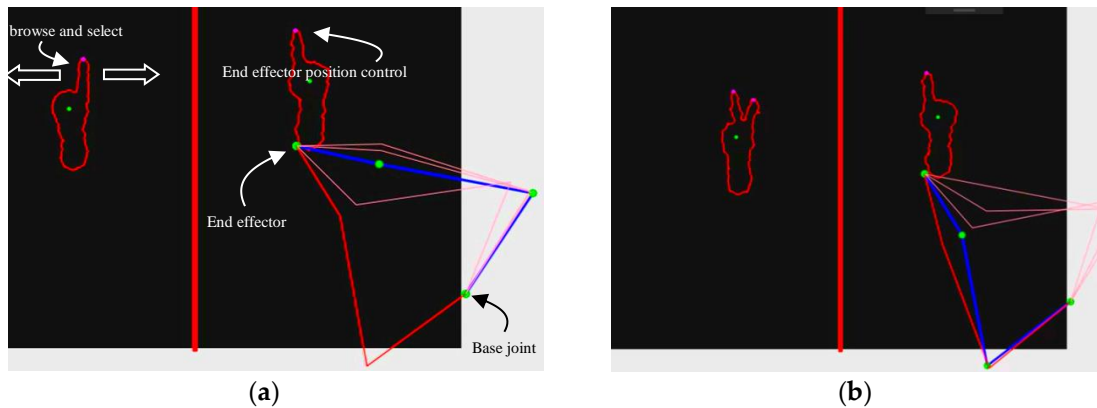 browse and select
End effector position control
End effector
Base joint
(a)
(b)